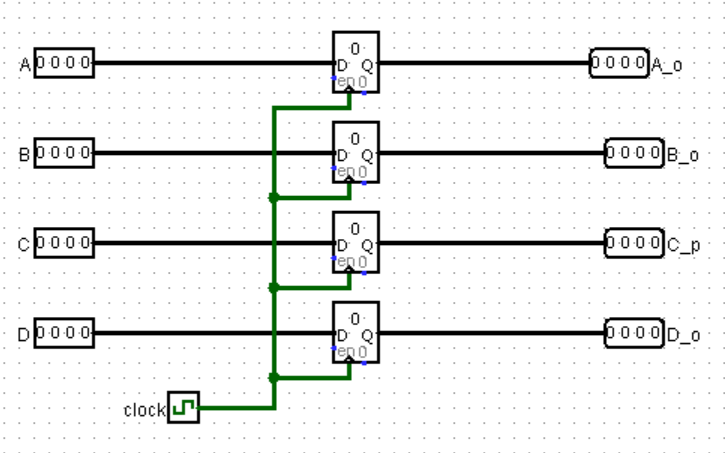 0
A 0000 D Q 0000 A_o
en 0
0
B 0000 D Q 0000 B_o
en 0
0
C 0000 D Q 0000 C_p
en 0
0
D 0000 D Q 0000 D_o
en 0
clock